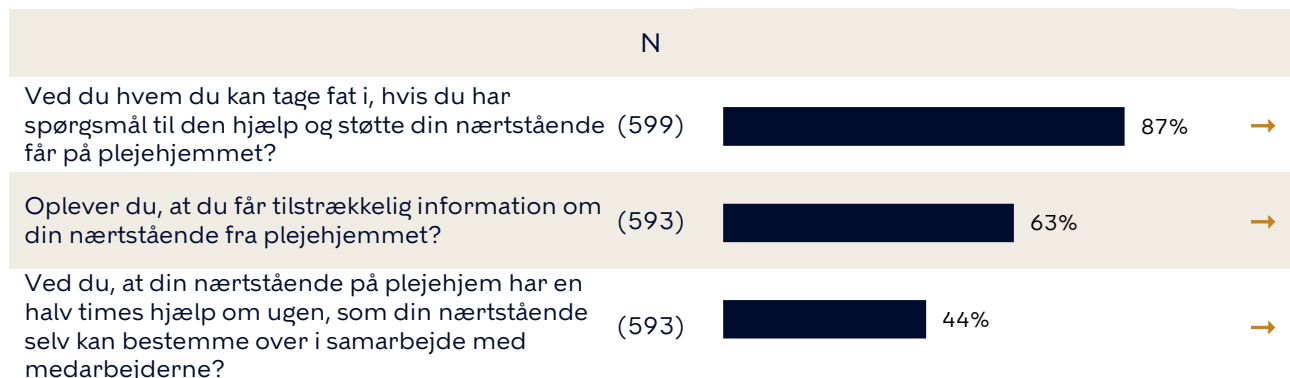 N
Ved du hvem du kan tage fat i, hvis du har
spørgsmål til den hjælp og støtte din nærtstående (599) 87% →
får på plejehjemmet?
Oplever du, at du får tilstrækkelig information om
din nærtstående fra plejehjemmet? (593) 63% →
Ved du, at din nærtstående på plejehjem har en
halv times hjælp om ugen, som din nærtstående
selv kan bestemme over i samarbejde med (593) 44% →
medarbejderne?